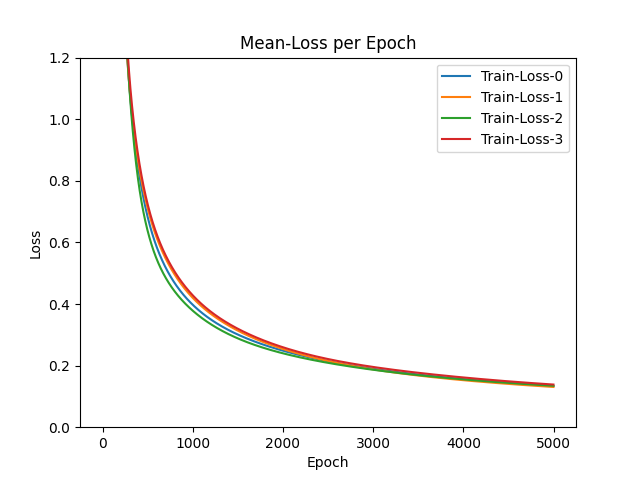 Mean-Loss per Epoch
1.2
1.0
0.8
0.6
0.4
0.2
0.0
Loss
Train-Loss-0
Train-Loss-1
Train-Loss-2
Train-Loss-3
0 1000 2000 3000 4000 5000
Epoch